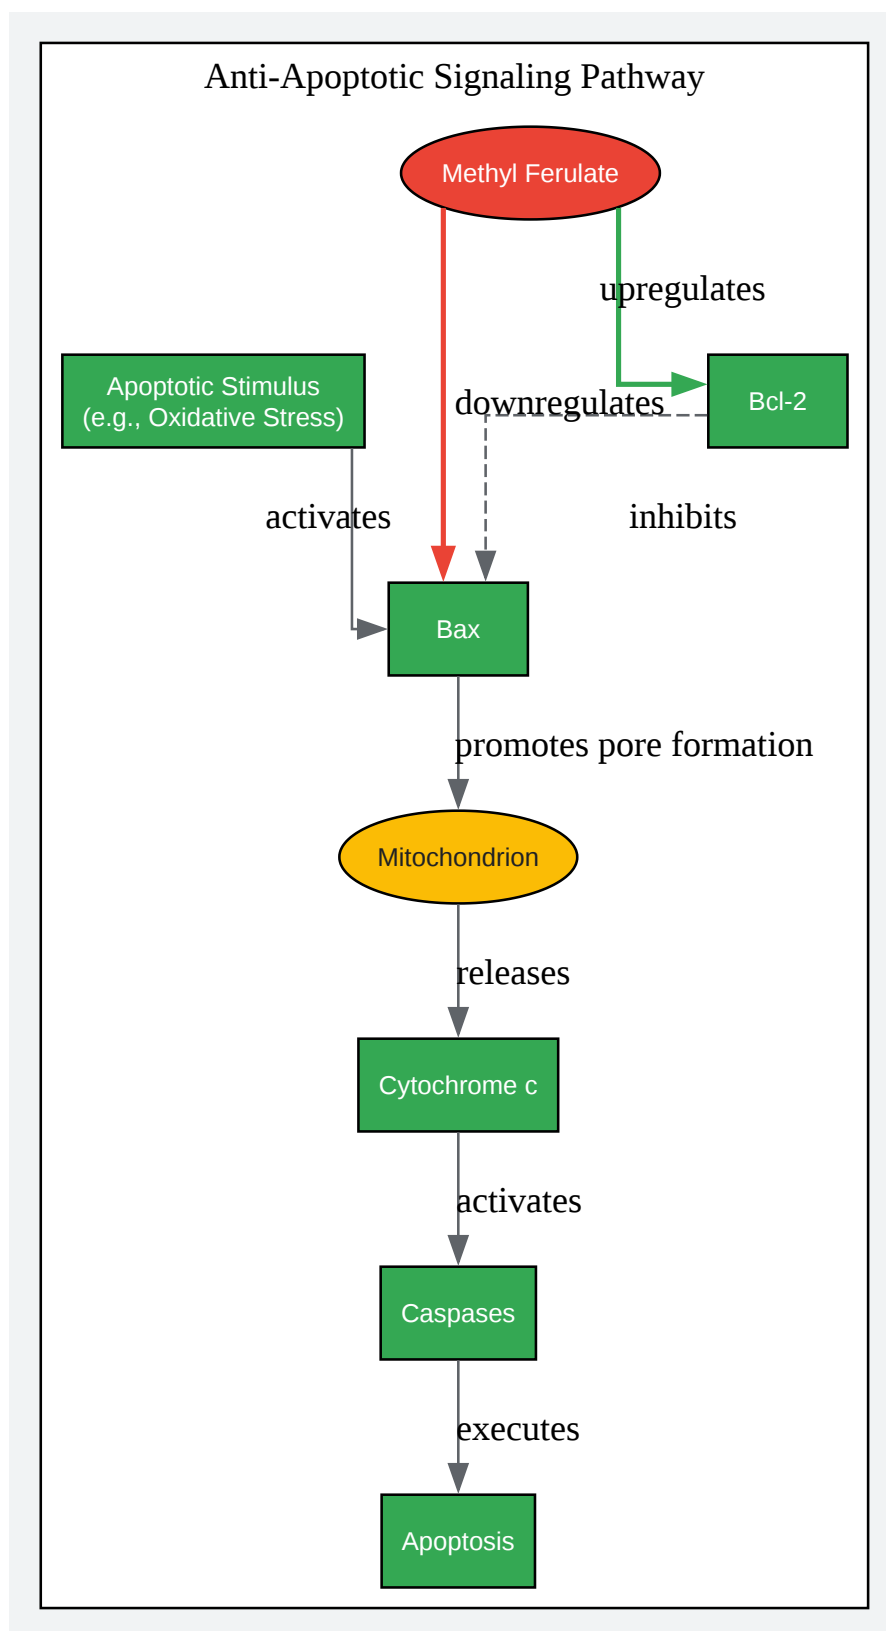 Anti-Apoptotic Signaling Pathway
Methyl Ferulate
upregulates
Apoptotic Stimulus
(e.g., Oxidative Stress)
downregulates
Bcl-2
activates
inhibits
Bax
promotes pore formation
Mitochondrion
releases
Cytochrome c
activates
Caspases
executes
Apoptosis